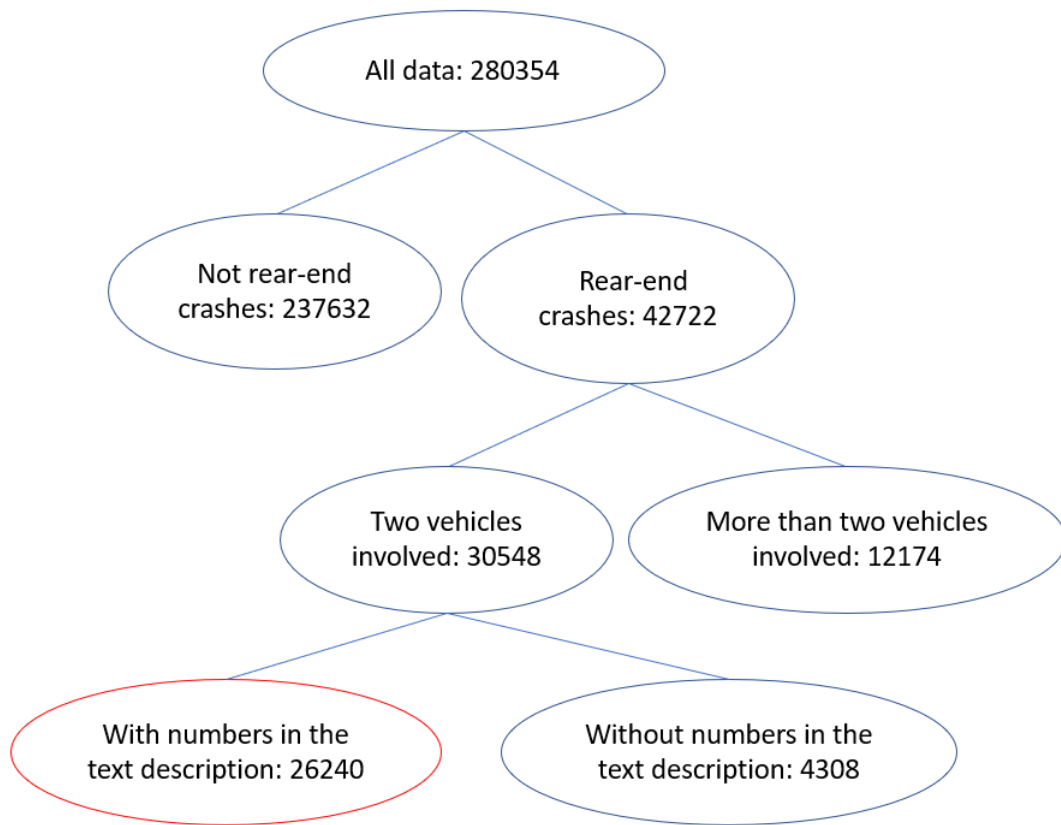 All data: 280354
Not rear-end
crashes: 237632
Rear-end
crashes: 42722
Two vehicles
involved: 30548
More than two vehicles
involved: 12174
With numbers in the
text description: 26240
Without numbers in the
text description: 4308